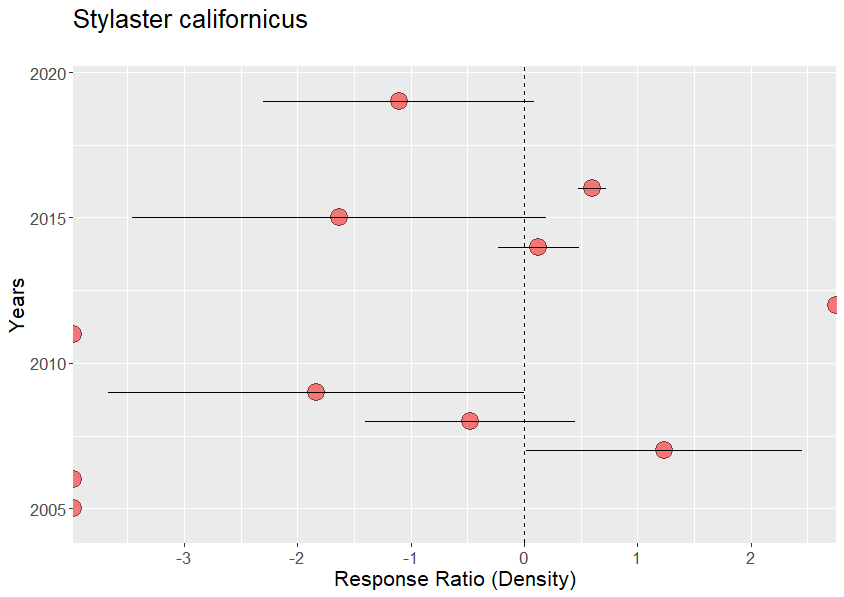 Stylaster californicus
2020
2015
2010
2005
Years
-3 -2 -1 0 1 2
Response Ratio (Density)